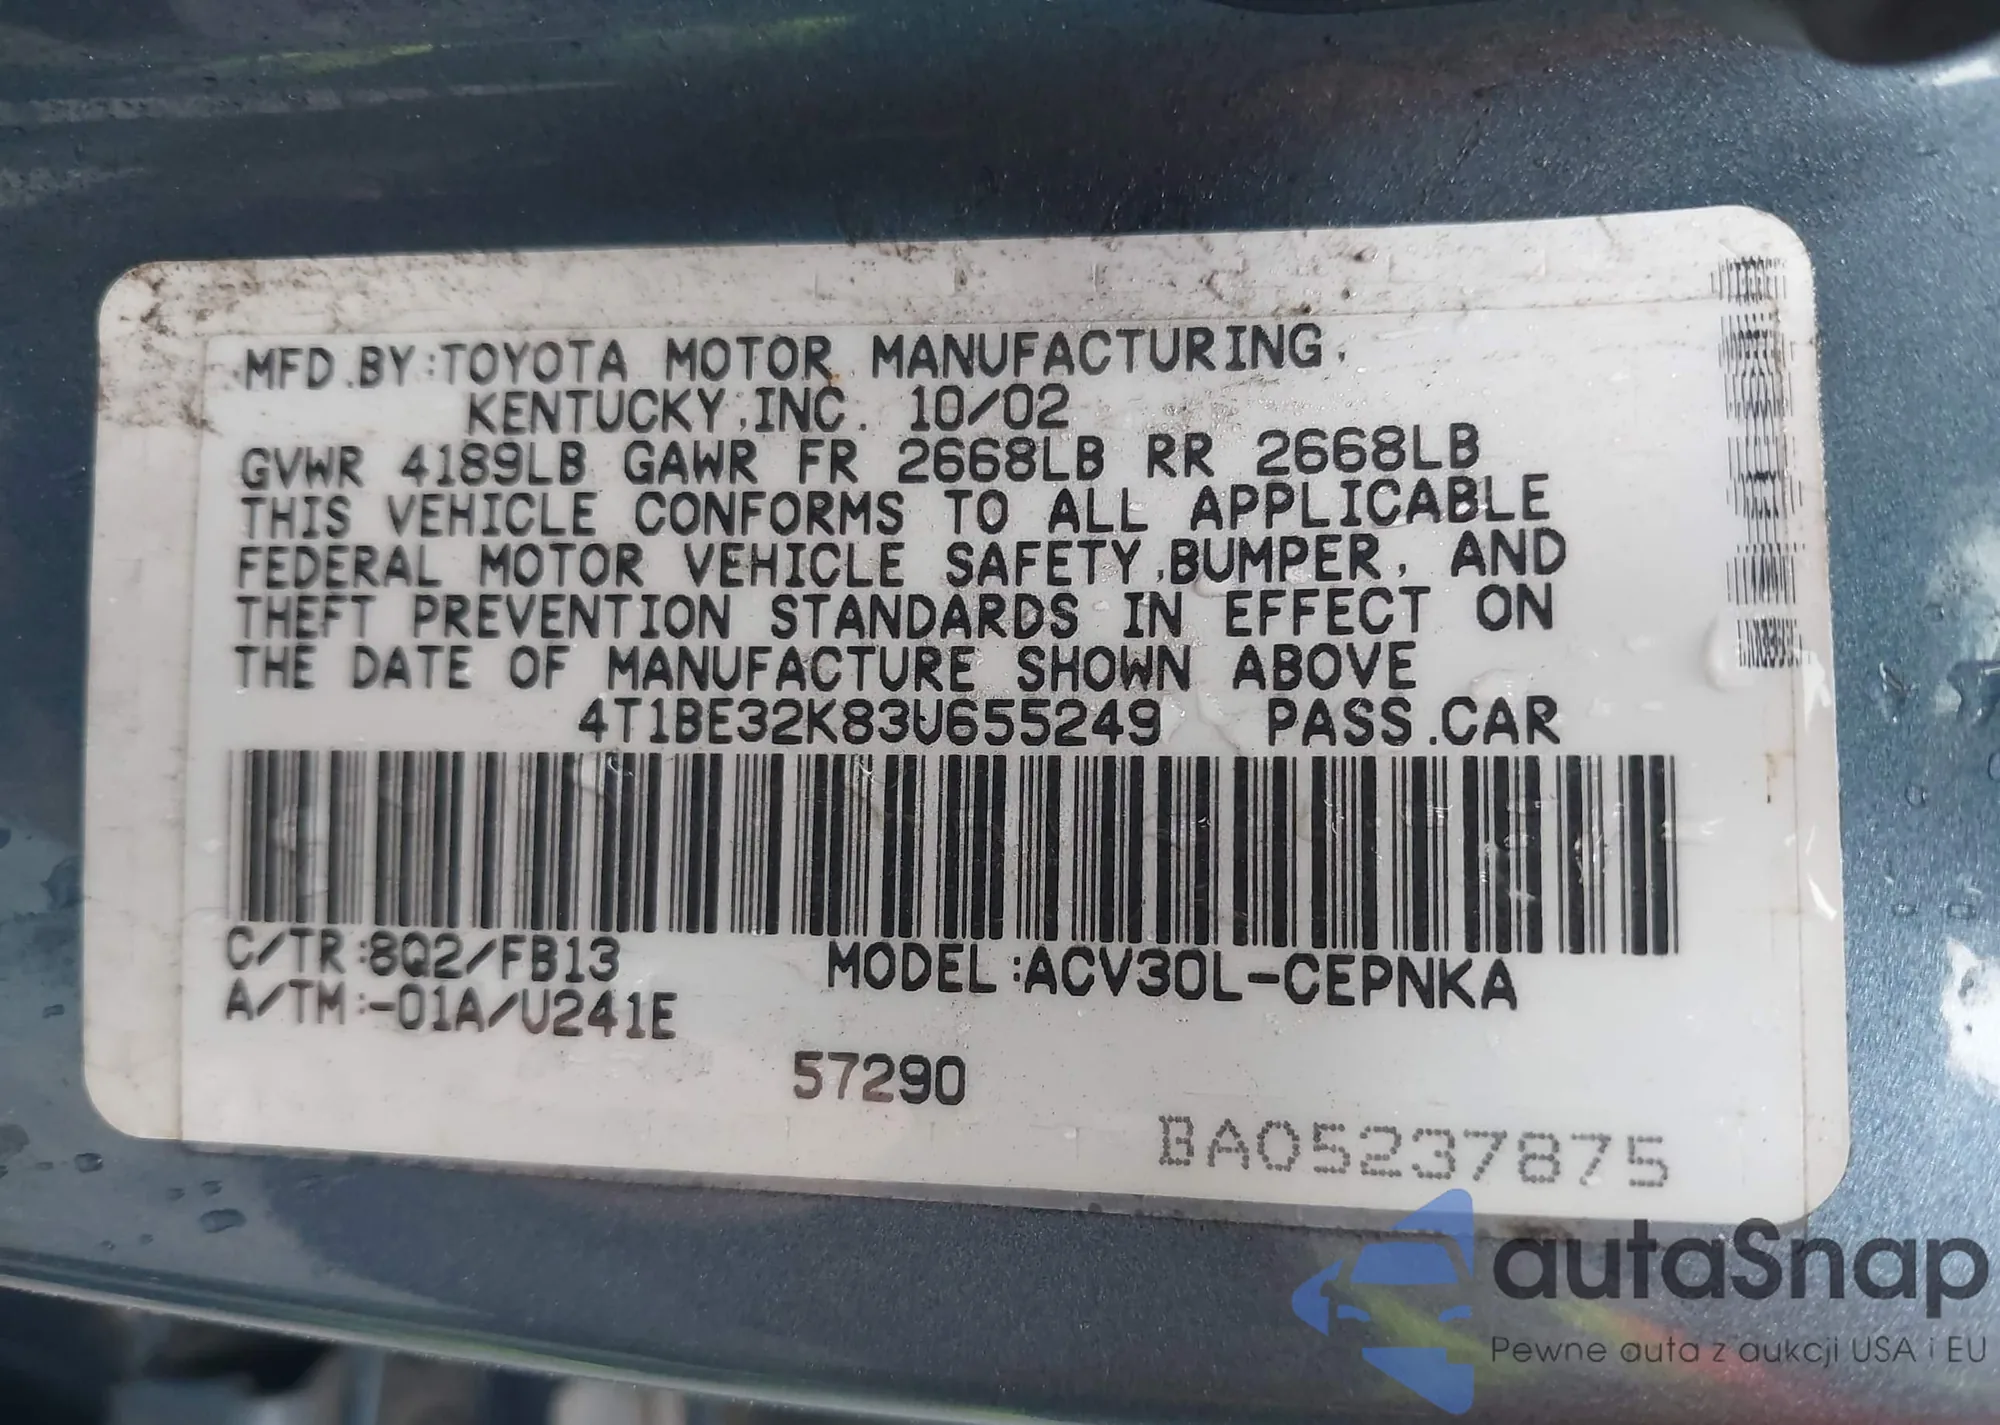 MFD.BY:TOYOTA MOTOR MANUFACTURING,
KENTUCKY,INC. 10/02
GVWR 4189LB GAWR FR 2668LB RR 2668LB
THIS VEHICLE CONFORMS TO ALL APPLICABLE
FEDERAL MOTOR VEHICLE SAFETY,BUMPER, AND
THEFT PREVENTION STANDARDS IN EFFECT ON
THE DATE OF MANUFACTURE SHOWN ABOVE
4T1BE32K83U655249 PASS.CAR
C/TR:8Q2/FB13 MODEL:ACV30L-CEPNKA
A/TM:-01A/U241E
57290
BA05237875
autaSnap
Pewne auta z aukcji USA i EU